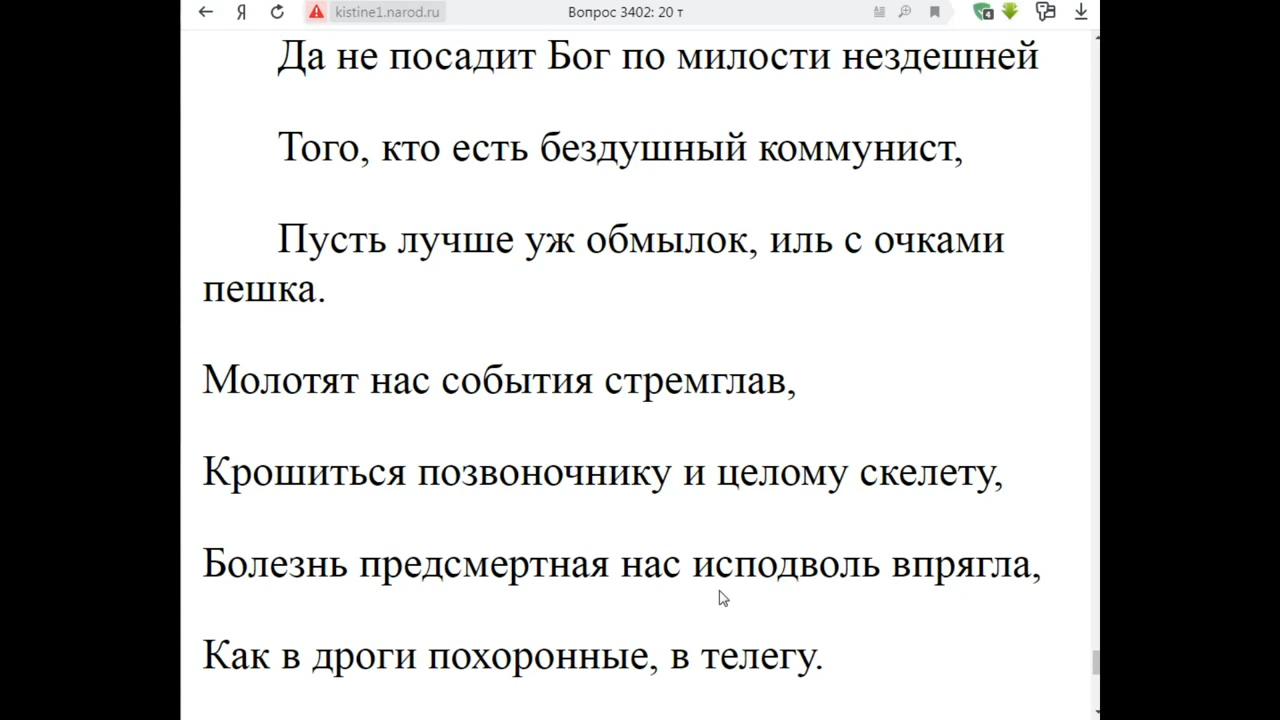 Я kistine1.narod.ru Вопрос 3402: 20 т 4
Да не посадит Бог по милости нездешней
Того, кто есть бездушный коммунист,
Пусть лучше уж обмылок, иль с очками
пешка.
Молотят нас события стремглав,
Крошиться позвоночнику и целому скелету,
Болезнь предсмертная нас исподволь впрягла,
Как в дроги похоронные, в телегу.